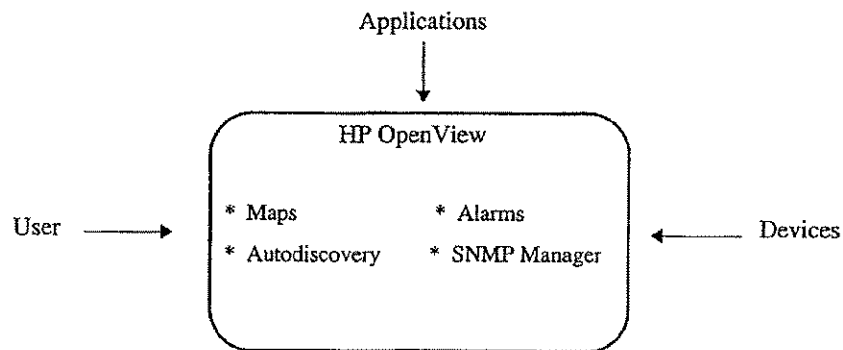 Applications
HP OpenView
* Maps * Alarms
User
Devices
* Autodiscovery * SNMP Manager